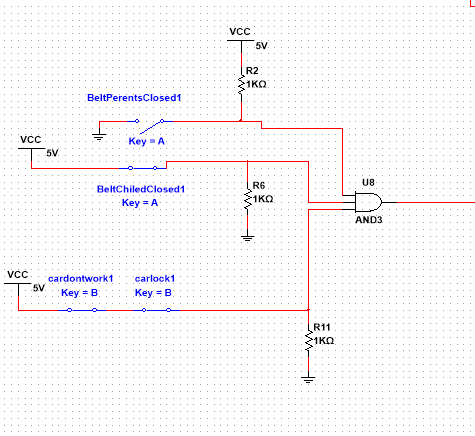 VCC
5V
R2
1KΩ
BeltPerentsClosed1
Key = A
VCC
5V
BeltChiledClosed1
Key = A
R6
1KΩ
U8
AND3
VCC
5V
cardontwork1
Key = B
carlock1
Key = B
R11
1KΩ